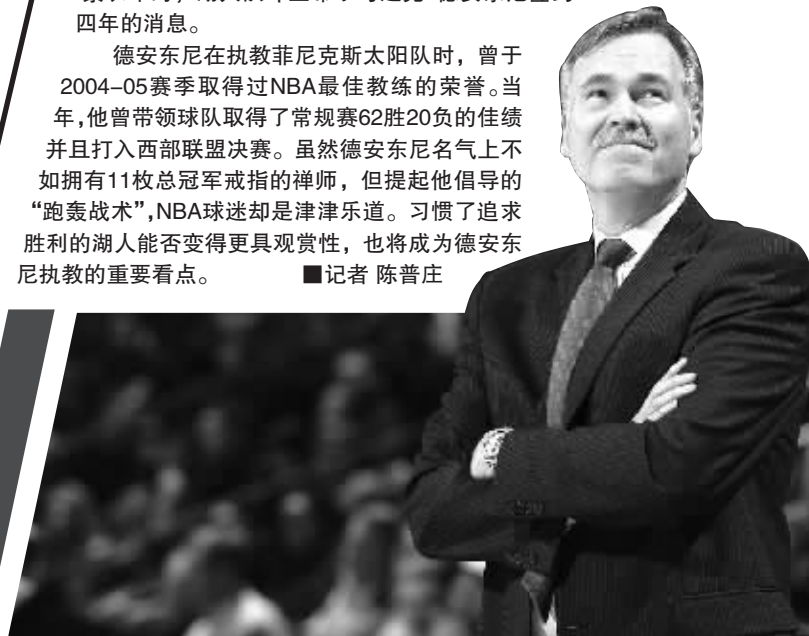 四年的消息。
德安东尼在执教菲尼克斯太阳队时，曾于
2004–05赛季取得过NBA最佳教练的荣誉。当
年，他曾带领球队取得了常规赛62胜20负的佳绩
并且打入西部联盟决赛。虽然德安东尼名气上不
如拥有11枚总冠军戒指的禅师，但提起他倡导的
“跑轰战术”，NBA球迷却是津津乐道。习惯了追求
胜利的湖人能否变得更具观赏性，也将成为德安东
尼执教的重要看点。 ■记者 陈普庄